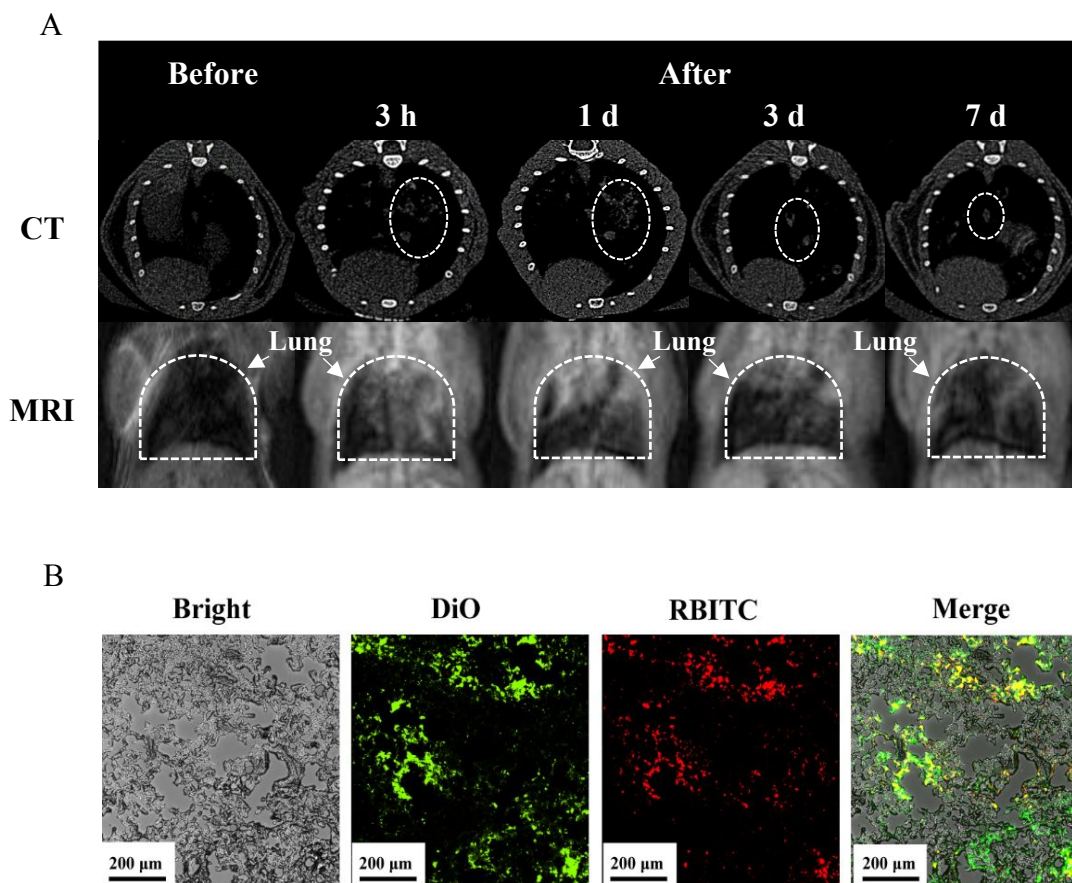 A
Before After
3 h 1 d 3 d 7 d
CT
Lung Lung Lung
MRI
B
Bright DiO RBITC Merge
200 μm 200 μm 200 μm 200 μm